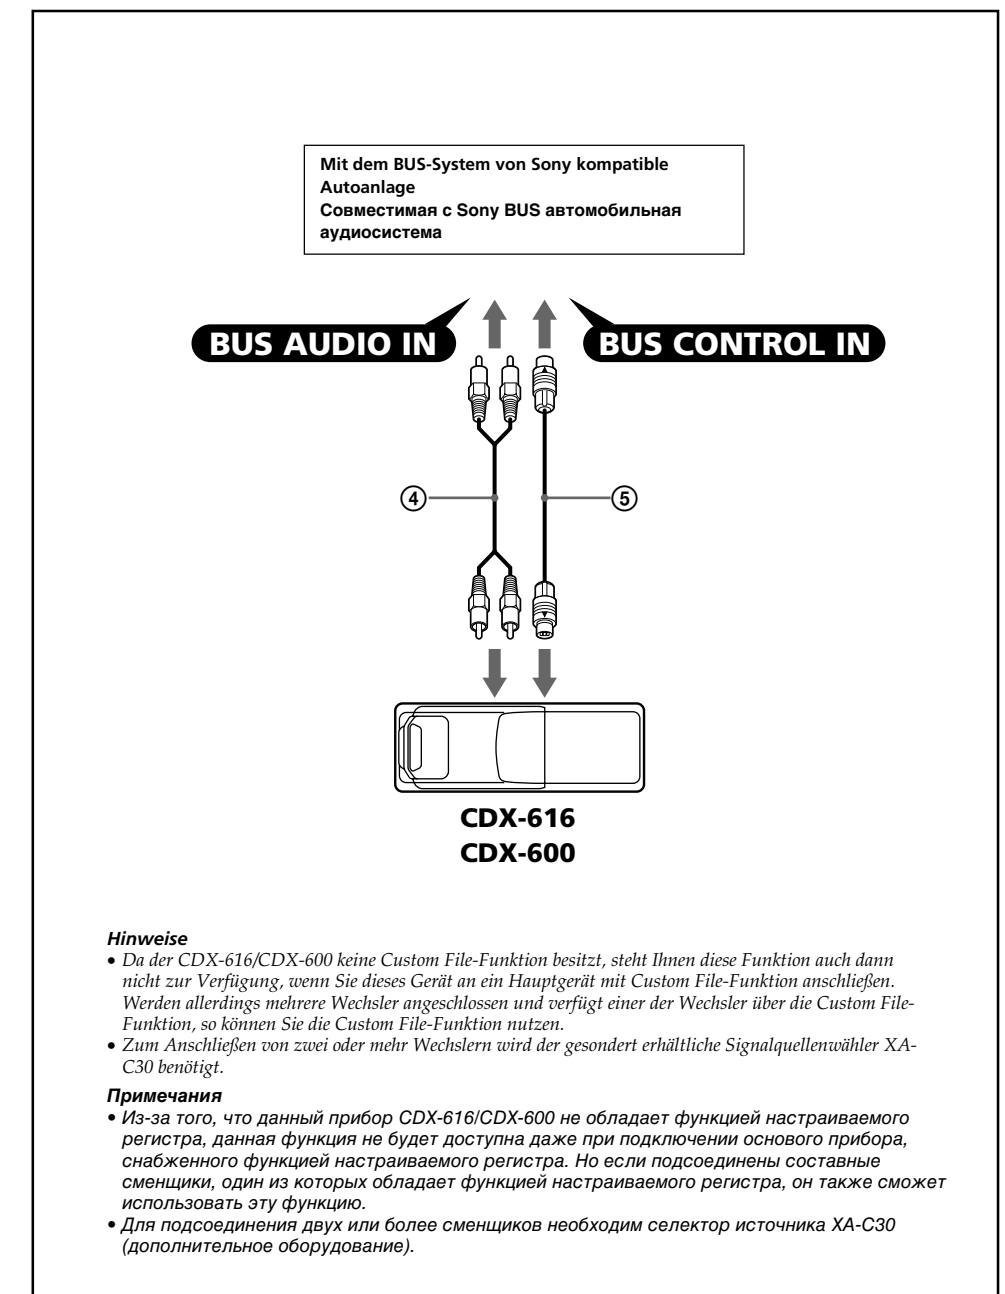 Mit dem BUS-System von Sony kompatible
Autoanlage
Совместимая с Sony BUS автомобильная
аудиосистема
BUS AUDIO IN
BUS CONTROL IN
④
⑤
CDX-616
CDX-600
Hinweise
• Da der CDX-616/CDX-600 keine Custom File-Funktion besitzt, steht Ihnen diese Funktion auch dann
nicht zur Verfügung, wenn Sie dieses Gerät an ein Hauptgerät mit Custom File-Funktion anschließen.
Werden allerdings mehrere Wechsler angeschlossen und verfügt einer der Wechsler über die Custom File-
Funktion, so können Sie die Custom File-Funktion nutzen.
• Zum Anschließen von zwei oder mehr Wechslern wird der gesondert erhältliche Signalquellenwähler XA-
C30 benötigt.
Примечания
• Из-за того, что данный прибор CDX-616/CDX-600 не обладает функцией настраиваемого
регистра, данная функция не будет доступна даже при подключении основого прибора,
снабженного функцией настраиваемого регистра. Но если подсоединены составные
сменщики, один из которых обладает функцией настраиваемого регистра, он также сможет
использовать эту функцию.
• Для подсоединения двух или более сменщиков необходим селектор источника XA-C30
(дополнительное оборудование).